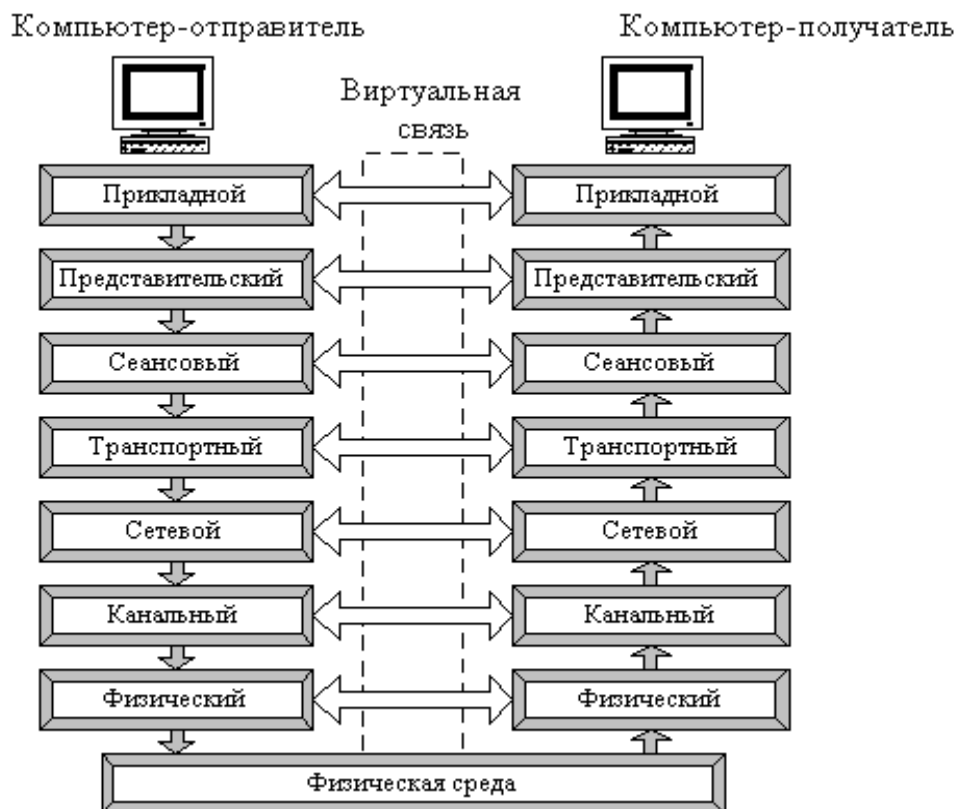 Компьютер-отправитель Компьютер-получатель
Виртуальная
связь
Прикладной Прикладной
Представительский Представительский
Сеансовый Сеансовый
Транспортный Транспортный
Сетевой Сетевой
Канальный Канальный
Физический Физический
Физическая среда